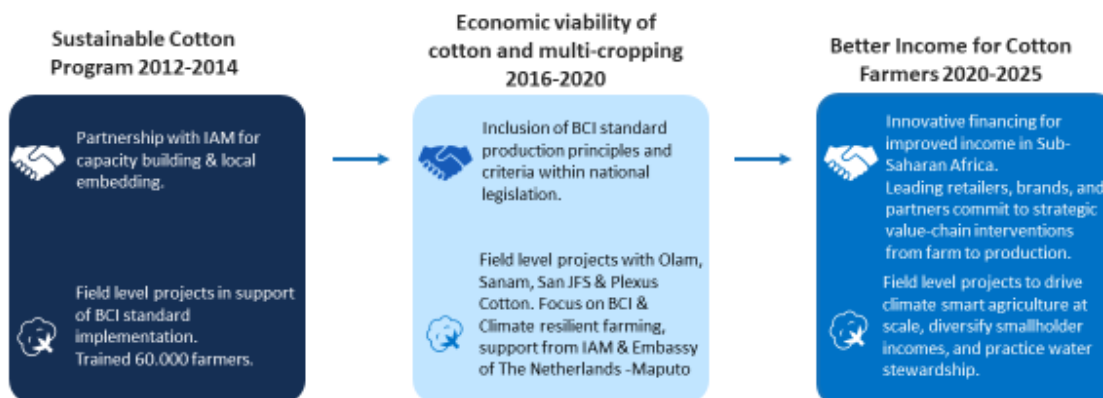 Sustainable Cotton
Program 2012-2014
Partnership with IAM for
capacity building & local
embedding.
Field level projects in support
of BCI standard
implementation.
Trained 60.000 farmers.
Economic viability of
cotton and multi-cropping
2016-2020
Inclusion of BCI standard
production principles and
criteria within national
legislation.
Field level projects with Olam,
Sanam, San JFS & Plexus
Cotton. Focus on BCI &
Climate resilient farming,
support from IAM & Embassy
of The Netherlands -Maputo
Better Income for Cotton
Farmers 2020-2025
Innovative financing for
improved income in Sub-
Saharan Africa.
Leading retailers, brands, and
partners commit to strategic
value-chain interventions
from farm to production.
Field level projects to drive
climate smart agriculture at
scale, diversify smallholder
incomes, and practice water
stewardship.